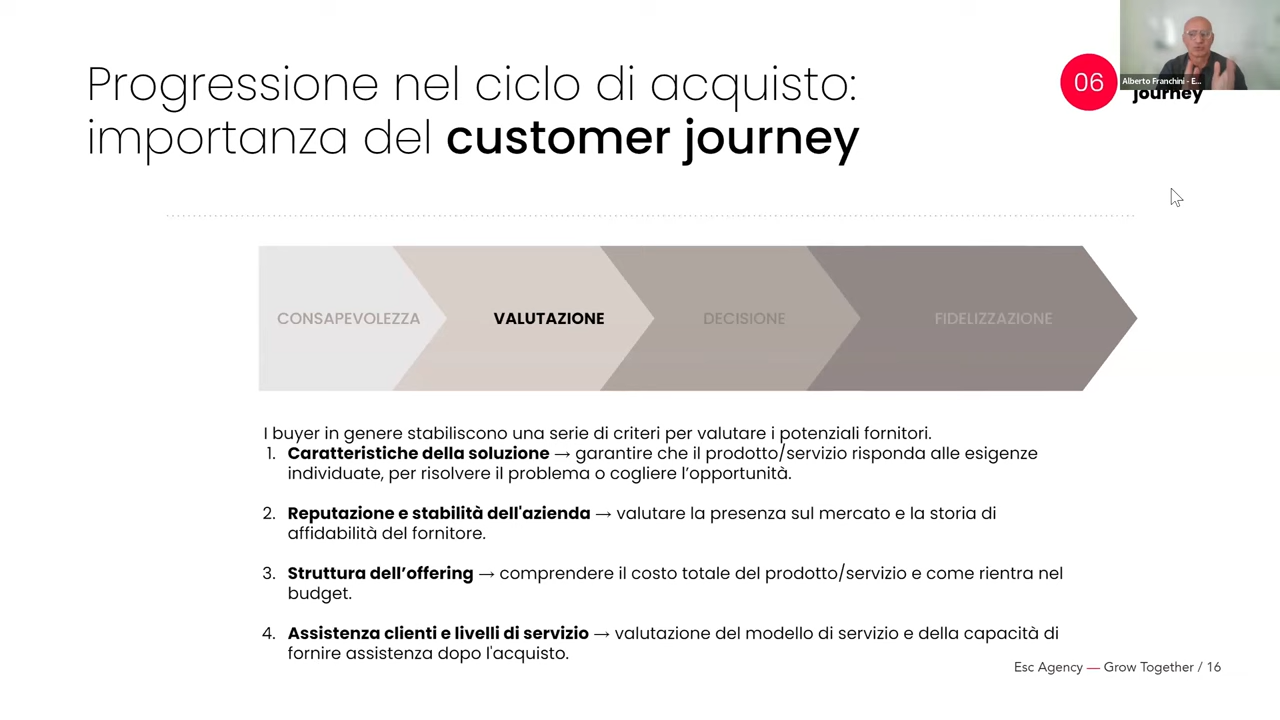 Progressione nel ciclo di acquisto:
importanza del customer journey
06
Alberto Franchini - E...
journey
CONSAPEVOLEZZA
VALUTAZIONE
DECISIONE
FIDELIZZAZIONE
I buyer in genere stabiliscono una serie di criteri per valutare i potenziali fornitori.
1. Caratteristiche della soluzione → garantire che il prodotto/servizio risponda alle esigenze
individuate, per risolvere il problema o cogliere l’opportunità.
2. Reputazione e stabilità dell'azienda → valutare la presenza sul mercato e la storia di
affidabilità del fornitore.
3. Struttura dell’offering → comprendere il costo totale del prodotto/servizio e come rientra nel
budget.
4. Assistenza clienti e livelli di servizio → valutazione del modello di servizio e della capacità di
fornire assistenza dopo l'acquisto.
Esc Agency — Grow Together / 16